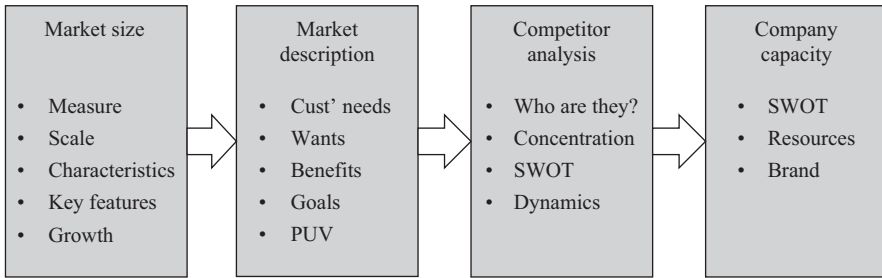 Market size
• Measure
• Scale
• Characteristics
• Key features
• Growth
Market
description
• Cust’ needs
• Wants
• Benefits
• Goals
• PUV
Competitor
analysis
• Who are they?
• Concentration
• SWOT
• Dynamics
Company
capacity
• SWOT
• Resources
• Brand